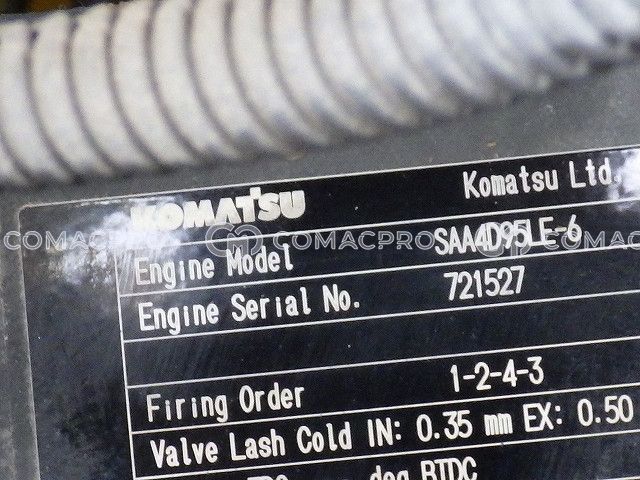 KOMATSU Komatsu Ltd.
COMACPRO COMACPRO COMAC
Engine Model SAA4D95LE-6
Engine Serial No. 721527
Firing Order 1-2-4-3
Valve Lash Cold IN: 0.35 mm EX: 0.50
deg BTDC